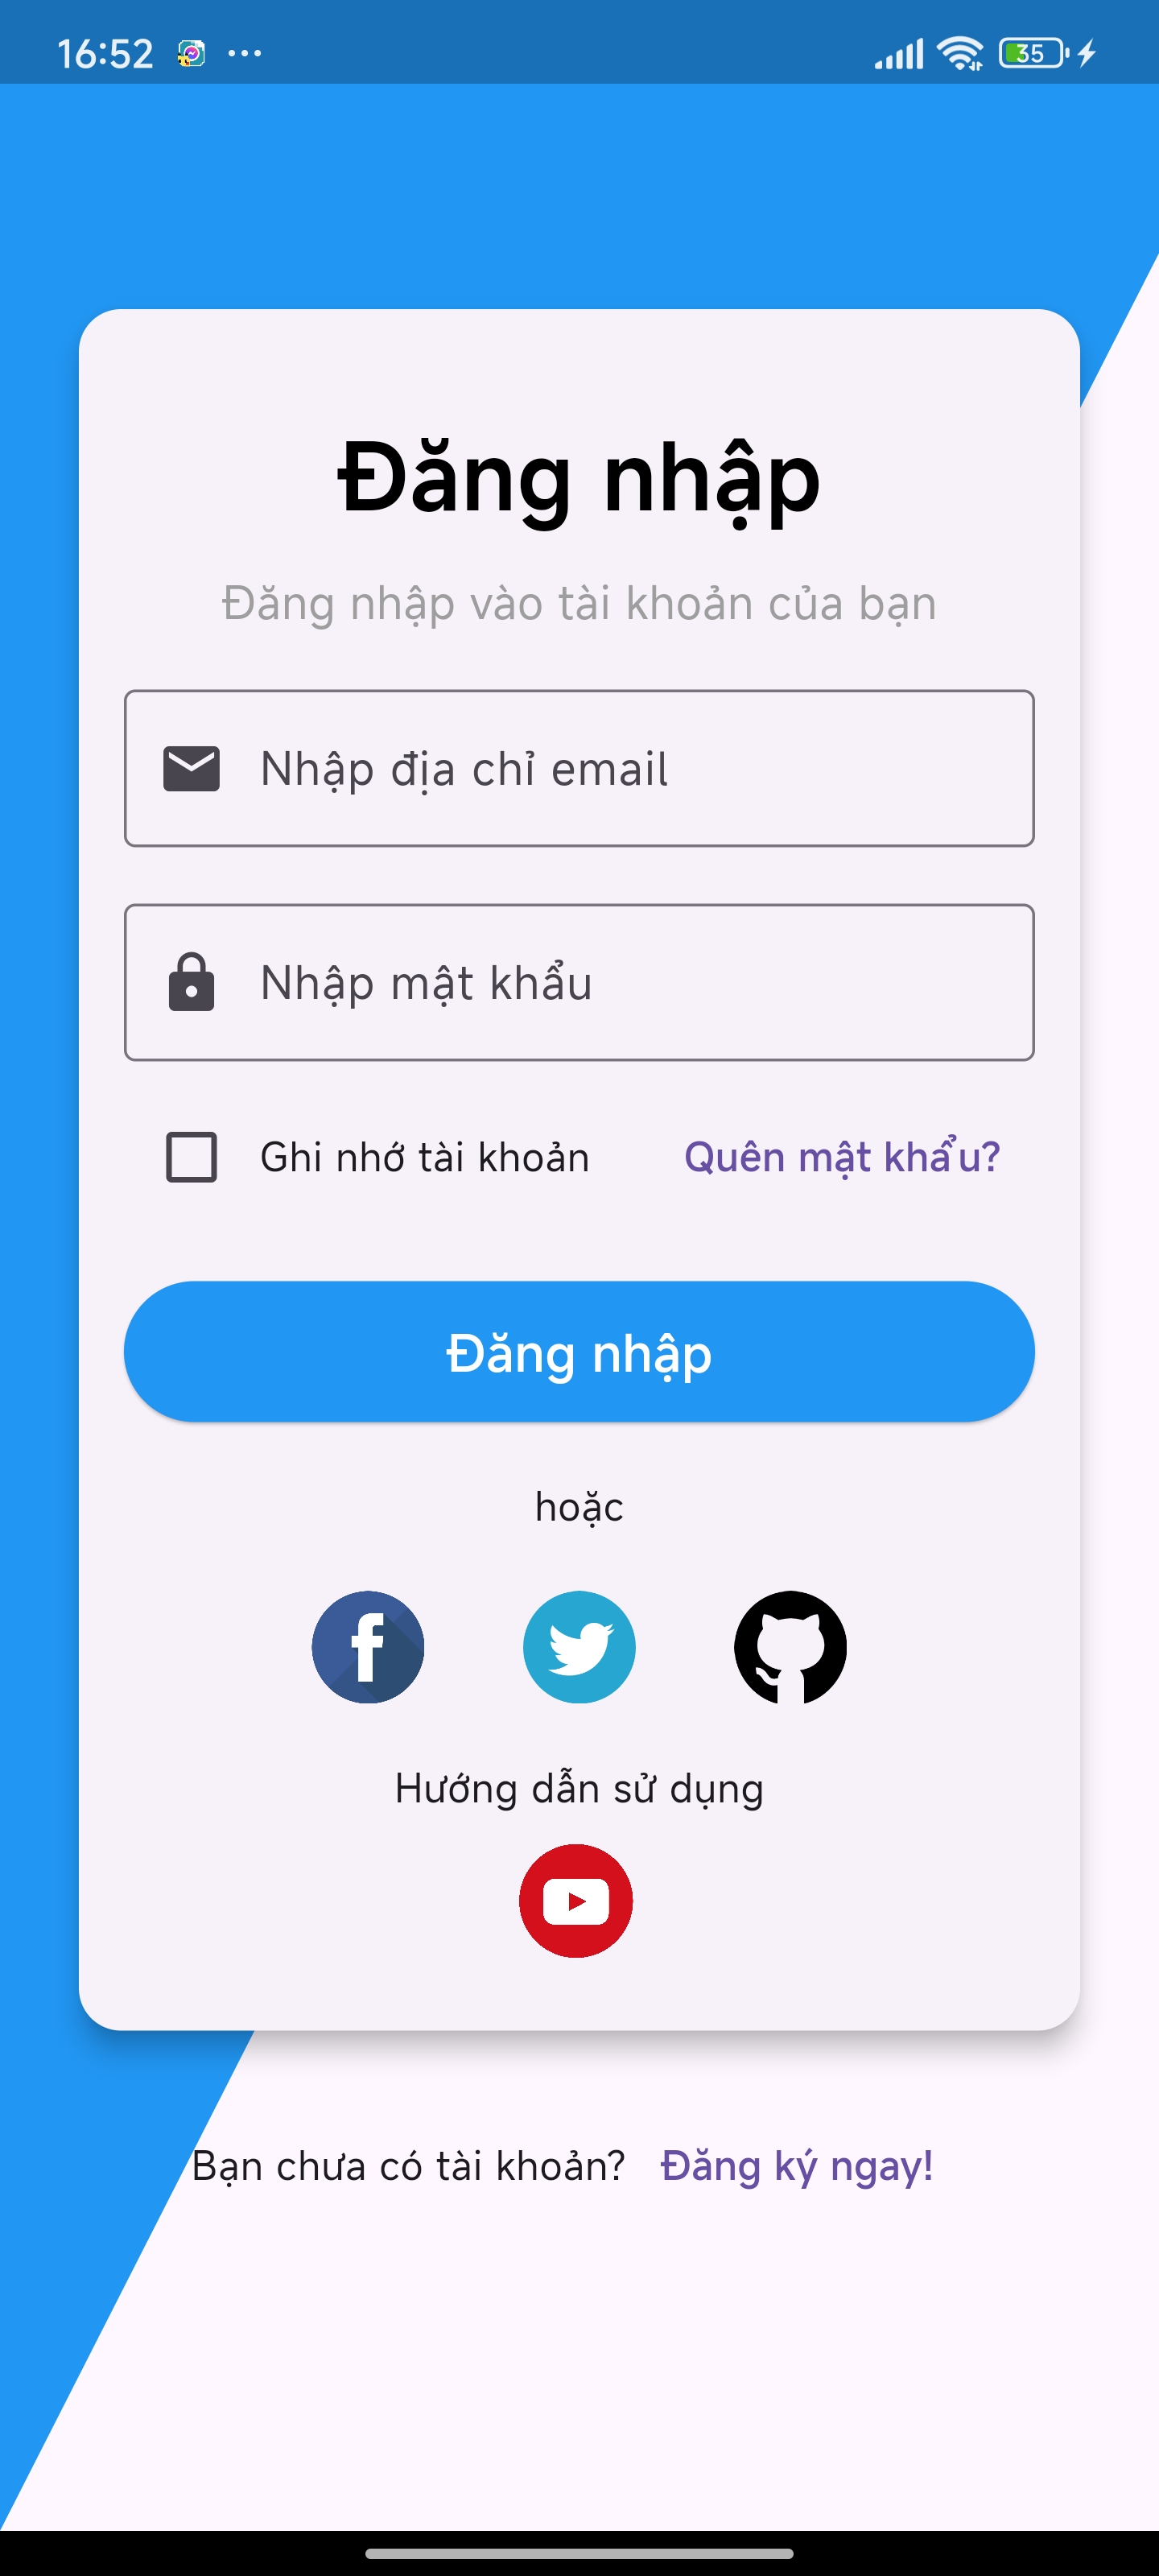 16:52
35
Đăng nhập
Đăng nhập vào tài khoản của bạn
Nhập địa chỉ email
Nhập mật khẩu
Ghi nhớ tài khoản Quên mật khẩu?
Đăng nhập
hoặc
Hướng dẫn sử dụng
Bạn chưa có tài khoản? Đăng ký ngay!